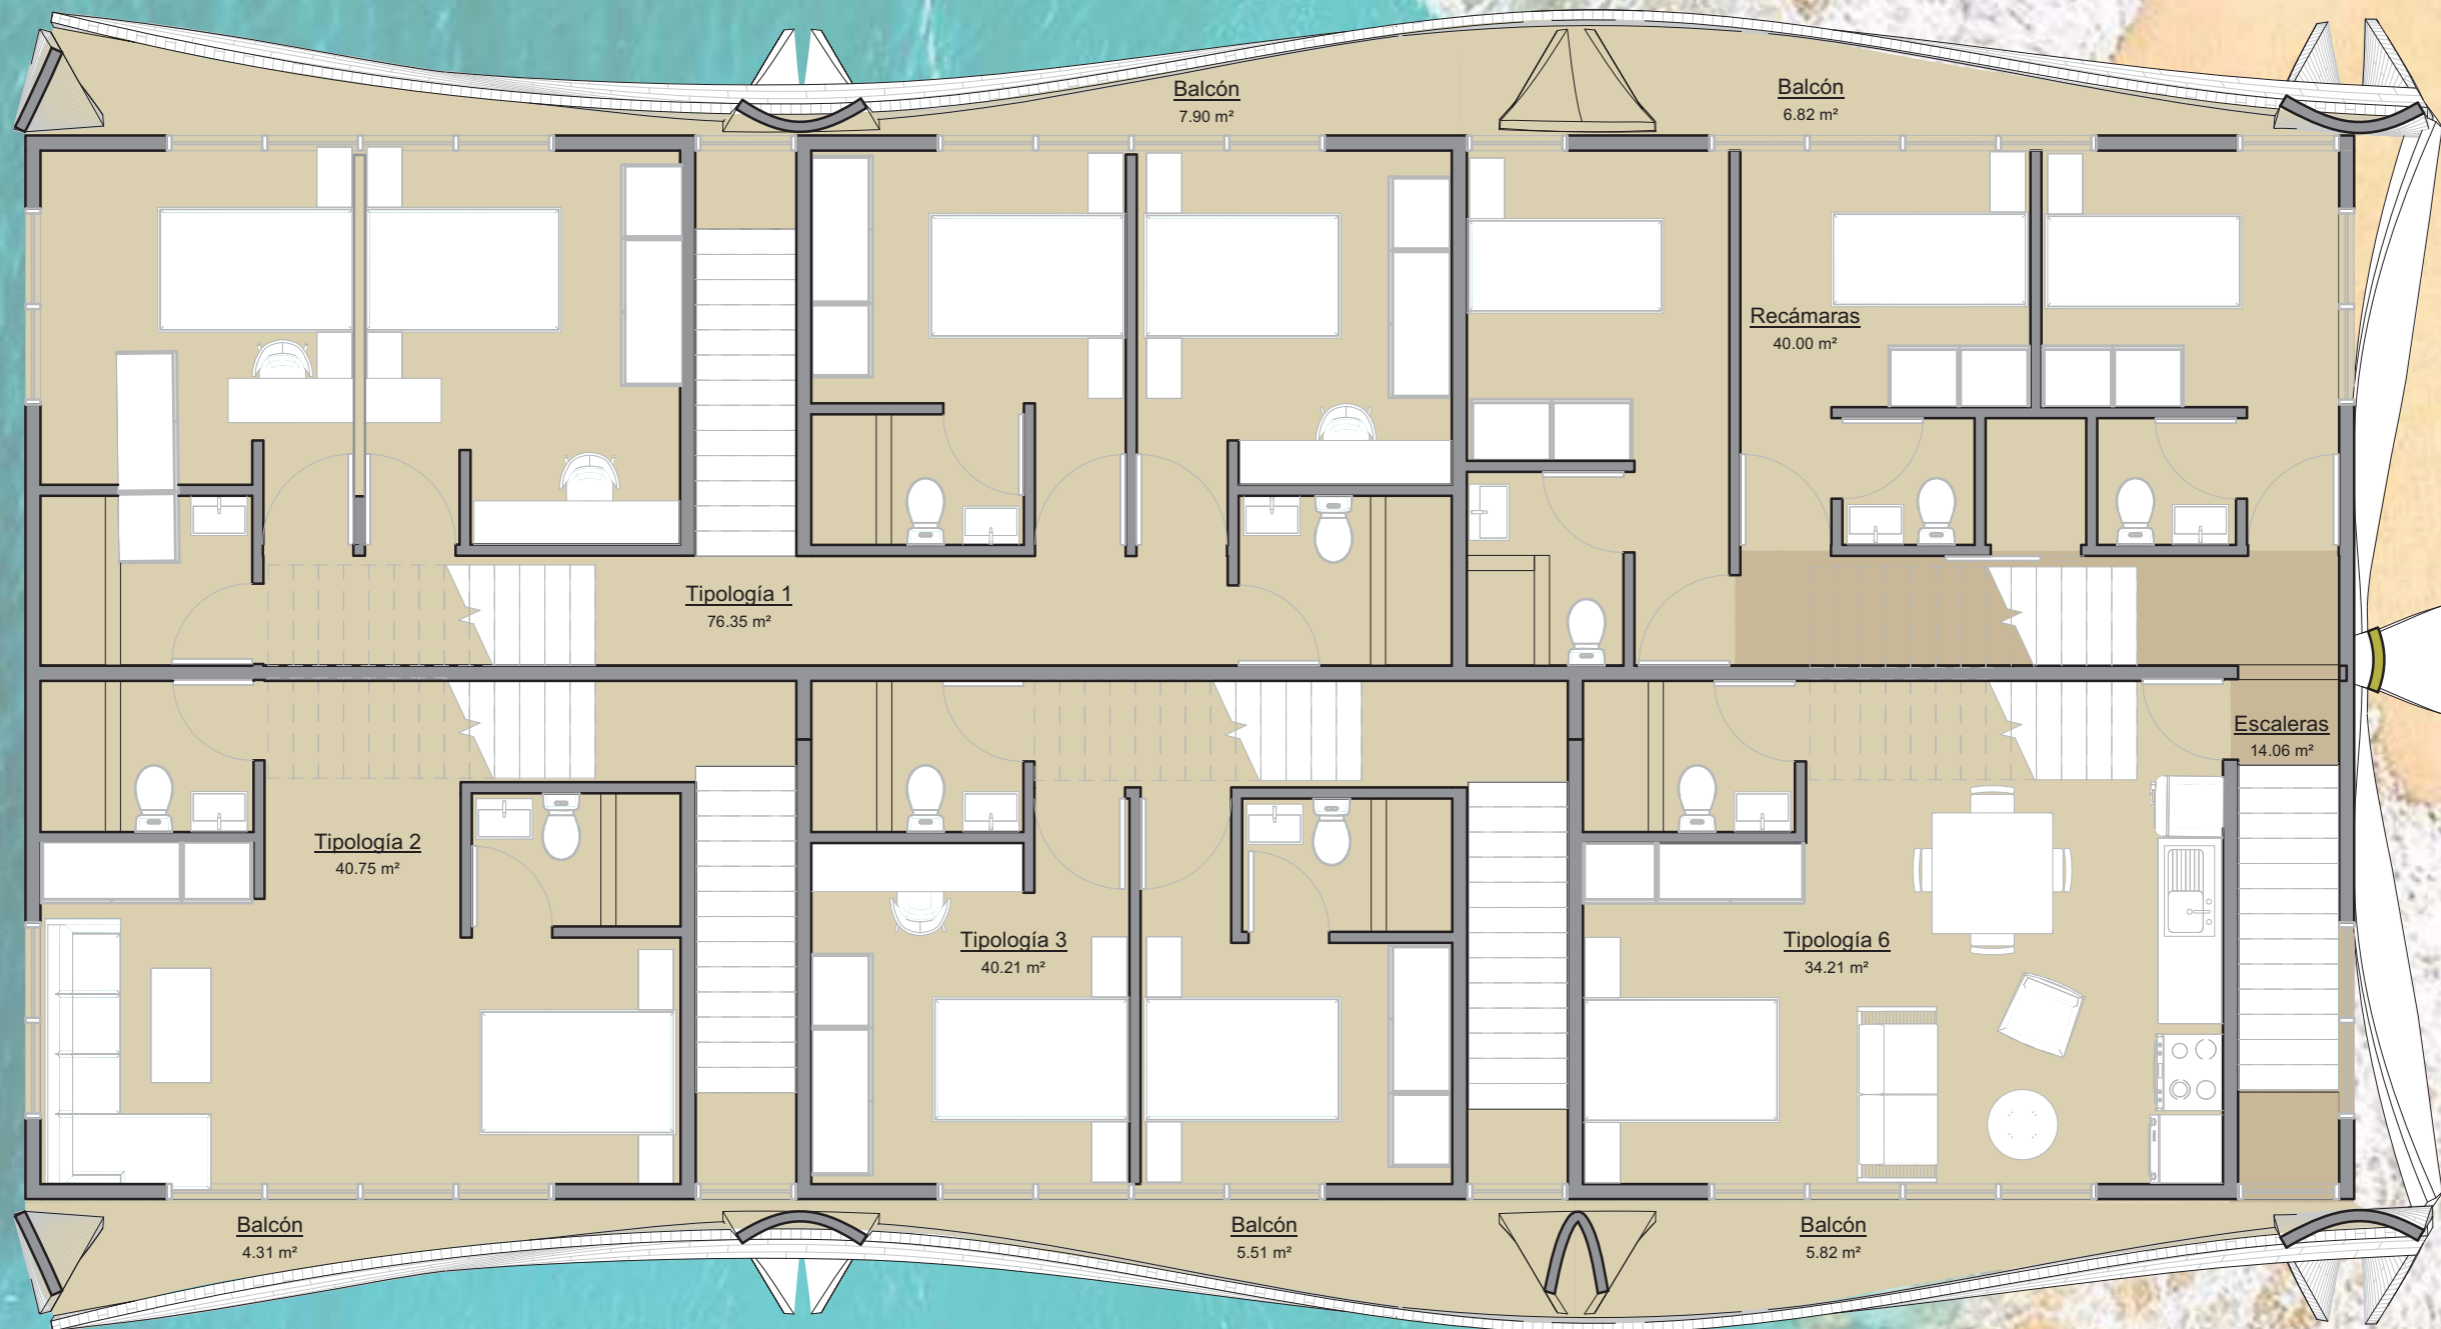 Balcón
7.90 m²
Balcón
6.82 m²
Recámaras
40.00 m²
Tipología 1
76.35 m²
Escaleras
14.06 m²
Tipología 2
40.75 m²
Tipología 3
40.21 m²
Tipología 6
34.21 m²
Balcón
4.31 m²
Balcón
5.51 m²
Balcón
5.82 m²